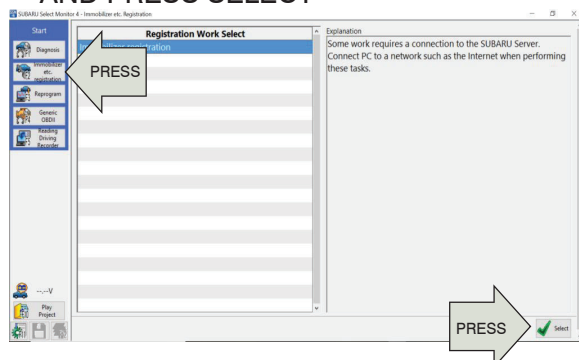 AND PRESS SELECT
SUBARU Select Monitor 4 - Immobilizer etc. Registration
Start
Diagnosis
Immobilizer
etc.
registration
Reprogram
Generic
OBDII
Reading
Driving
Recorder
--.--V
Play
Project
Registration Work Select
registration
PRESS
Explanation
Some work requires a connection to the SUBARU Server.
Connect PC to a network such as the Internet when performing
these tasks.
PRESS
Select